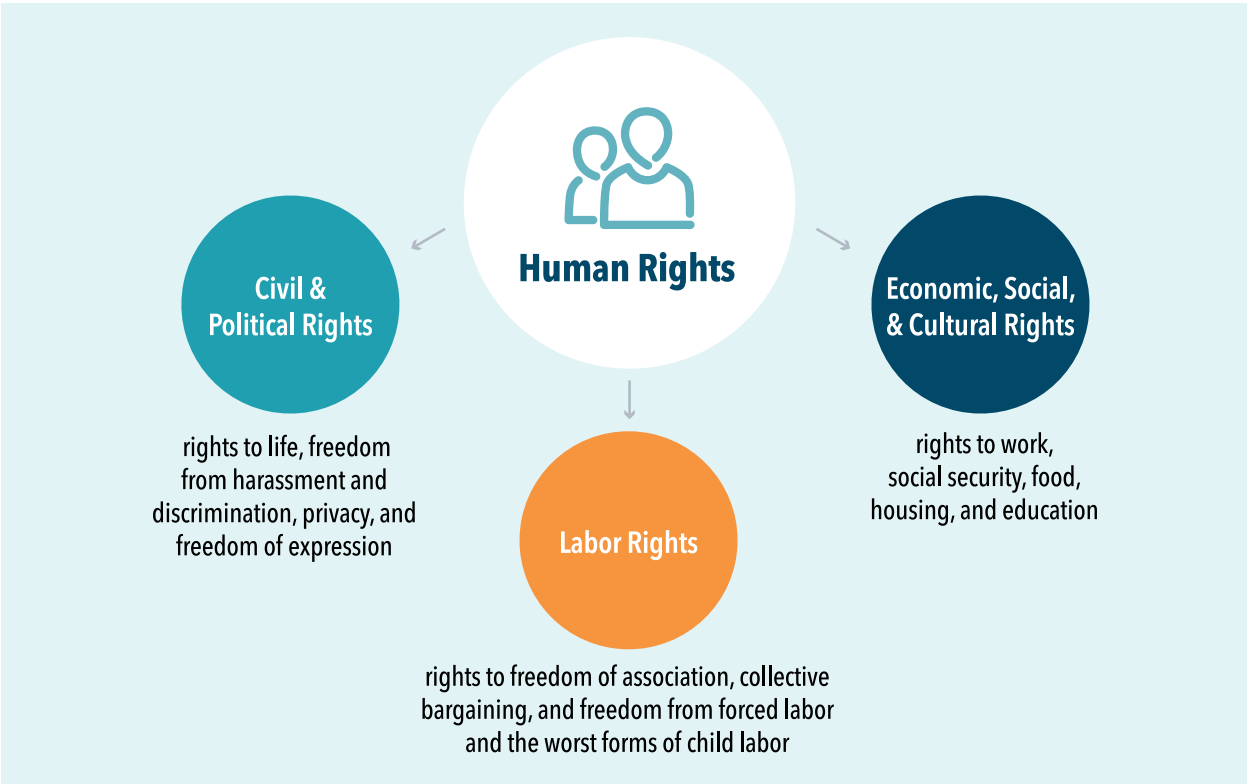 Human Rights
Civil &
Political Rights
rights to life, freedom
from harassment and
discrimination, privacy, and
freedom of expression
Labor Rights
rights to freedom of association, collective
bargaining, and freedom from forced labor
and the worst forms of child labor
Economic, Social,
& Cultural Rights
rights to work,
social security, food,
housing, and education